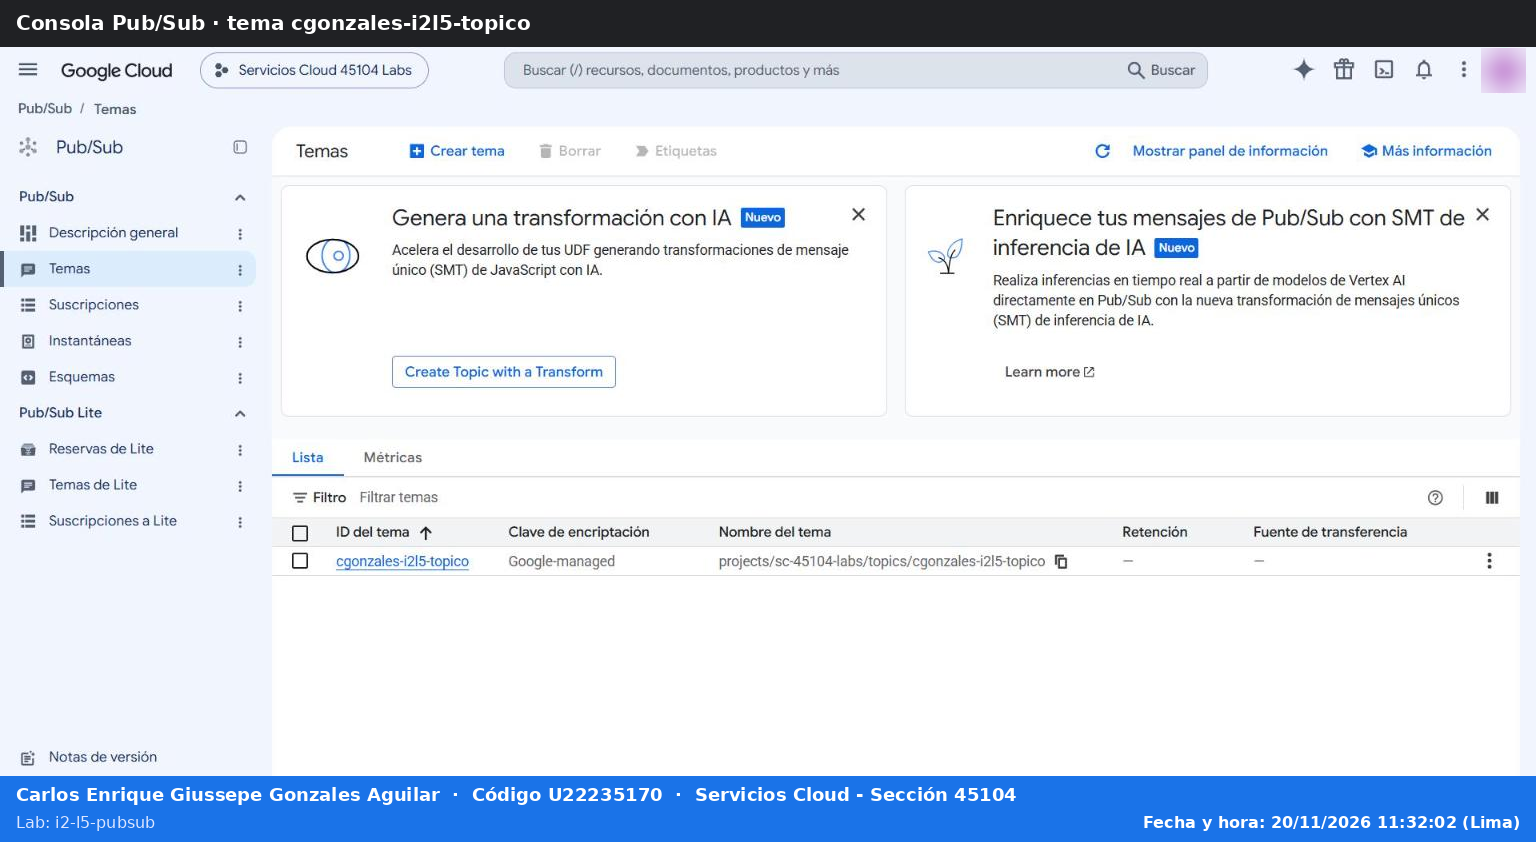 Consola Pub/Sub · tema cgonzales-i2l5-topico
Google Cloud
Servicios Cloud 45104 Labs
Buscar (/) recursos, documentos, productos y más
Buscar
Pub/Sub / Temas
Pub/Sub
Pub/Sub
Descripción general
Temas
Suscripciones
Instantáneas
Esquemas
Pub/Sub Lite
Reservas de Lite
Temas de Lite
Suscripciones a Lite
Notas de versión
Temas
Crear tema
Borrar
Etiquetas
Mostrar panel de información
Más información
Genera una transformación con IA Nuevo
Acelera el desarrollo de tus UDF generando transformaciones de mensaje
único (SMT) de JavaScript con IA.
Create Topic with a Transform
Enriquece tus mensajes de Pub/Sub con SMT de
inferencia de IA Nuevo
Realiza inferencias en tiempo real a partir de modelos de Vertex AI
directamente en Pub/Sub con la nueva transformación de mensajes únicos
(SMT) de inferencia de IA.
Learn more
Lista
Métricas
Filtro Filtrar temas
ID del tema Clave de encriptación Nombre del tema Retención Fuente de transferencia
cgonzales-i2l5-topico Google-managed projects/sc-45104-labs/topics/cgonzales-i2l5-topico — —
Carlos Enrique Giussepe Gonzales Aguilar · Código U22235170 · Servicios Cloud - Sección 45104
Lab: i2-l5-pubsub
Fecha y hora: 20/11/2026 11:32:02 (Lima)